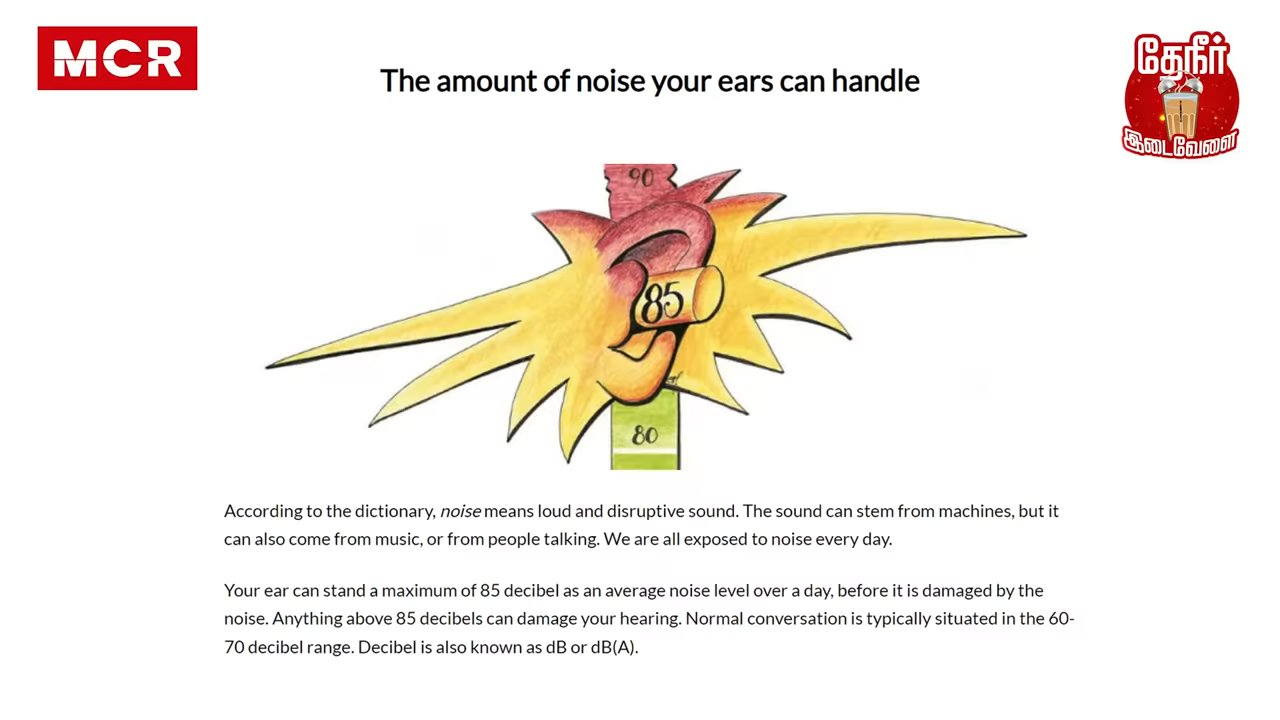 MCR
தேநீர்
இடைவேளை
The amount of noise your ears can handle
90
85
80
According to the dictionary, noise means loud and disruptive sound. The sound can stem from machines, but it
can also come from music, or from people talking. We are all exposed to noise every day.
Your ear can stand a maximum of 85 decibel as an average noise level over a day, before it is damaged by the
noise. Anything above 85 decibels can damage your hearing. Normal conversation is typically situated in the 60-
70 decibel range. Decibel is also known as dB or dB(A).